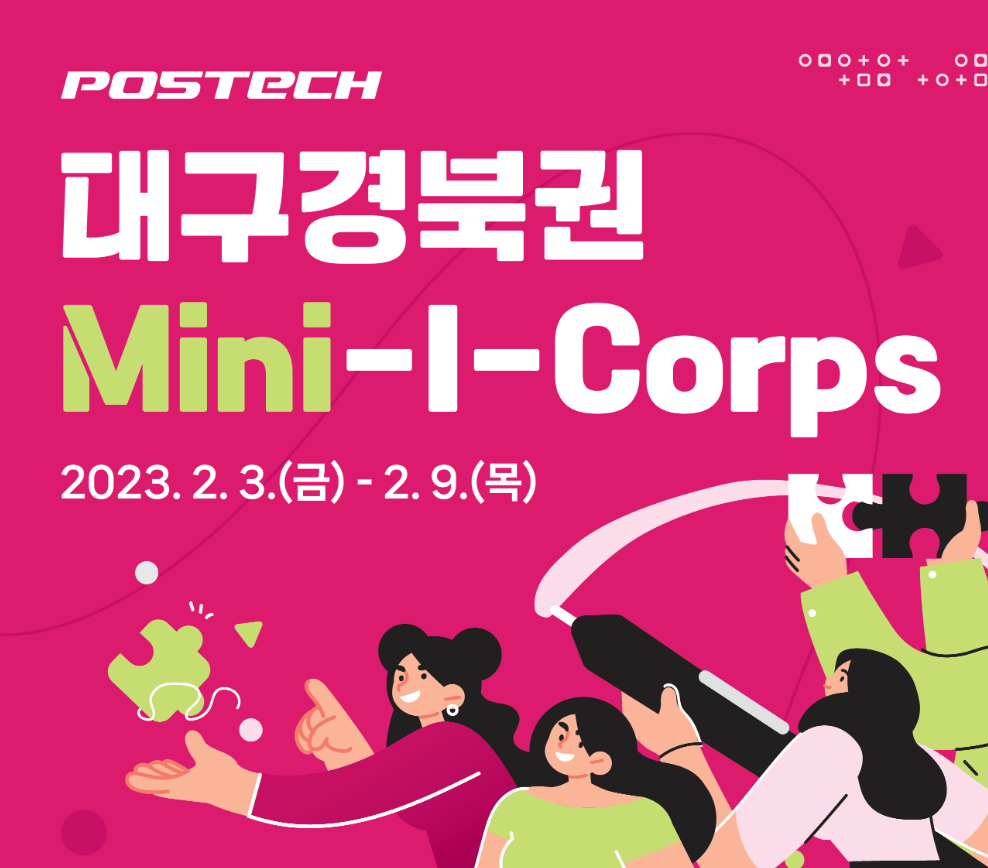 POSTECH
대구경북권
Mini-I-Corps
2023. 2. 3.(금) - 2. 9.(목)